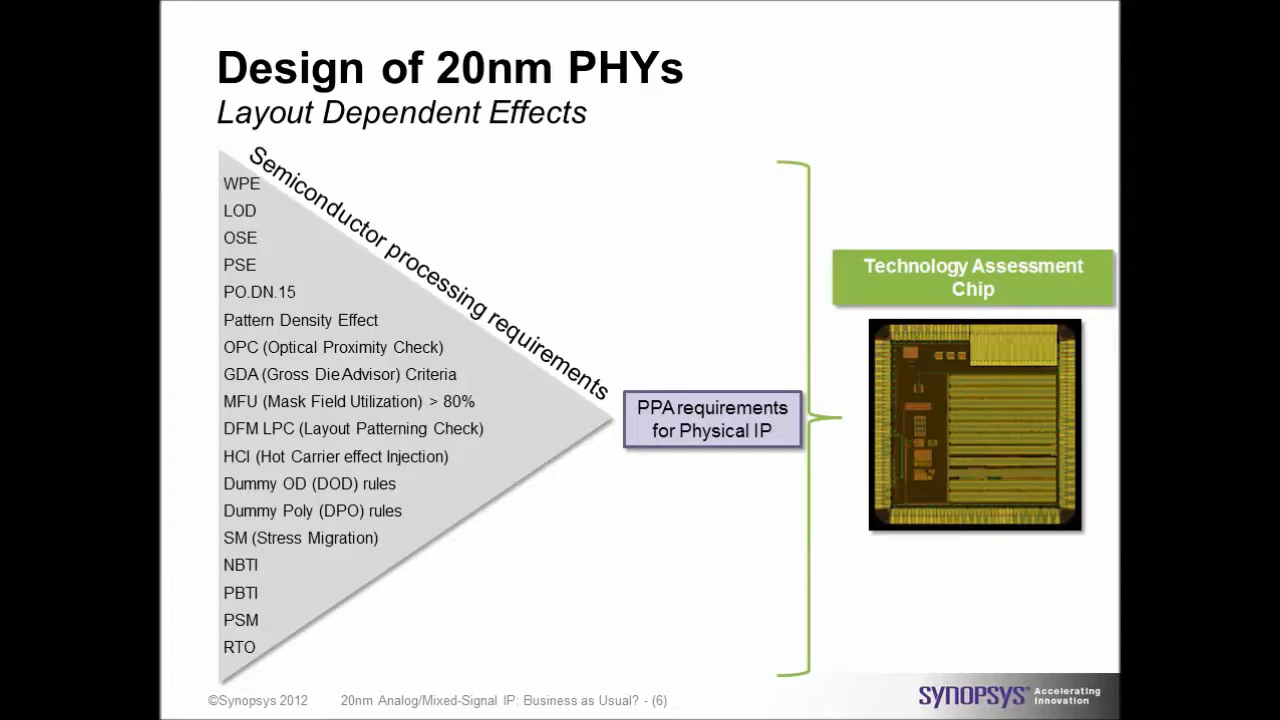 Design of 20nm PHYs
Layout Dependent Effects
Semiconductor processing requirements
WPE
LOD
OSE
PSE
PO.DN.15
Pattern Density Effect
OPC (Optical Proximity Check)
GDA (Gross Die Advisor) Criteria
MFU (Mask Field Utilization) > 80%
DFM LPC (Layout Patterning Check)
HCI (Hot Carrier effect Injection)
Dummy OD (DOD) rules
Dummy Poly (DPO) rules
SM (Stress Migration)
NBTI
PBTI
PSM
RTO
PPA requirements
for Physical IP
Technology Assessment
Chip
©Synopsys 2012
20nm Analog/Mixed-Signal IP: Business as Usual? - (6)
SYNOPSYS®
Accelerating
Innovation